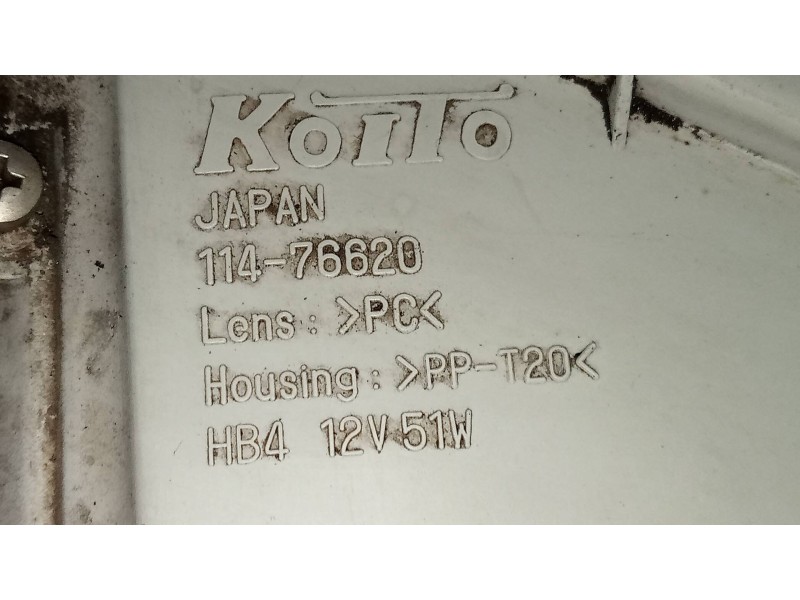 KoiTo
JAPAN
114-76620
Lens: >PC<
Housing: >PP-T20<
HB4 12V 51W